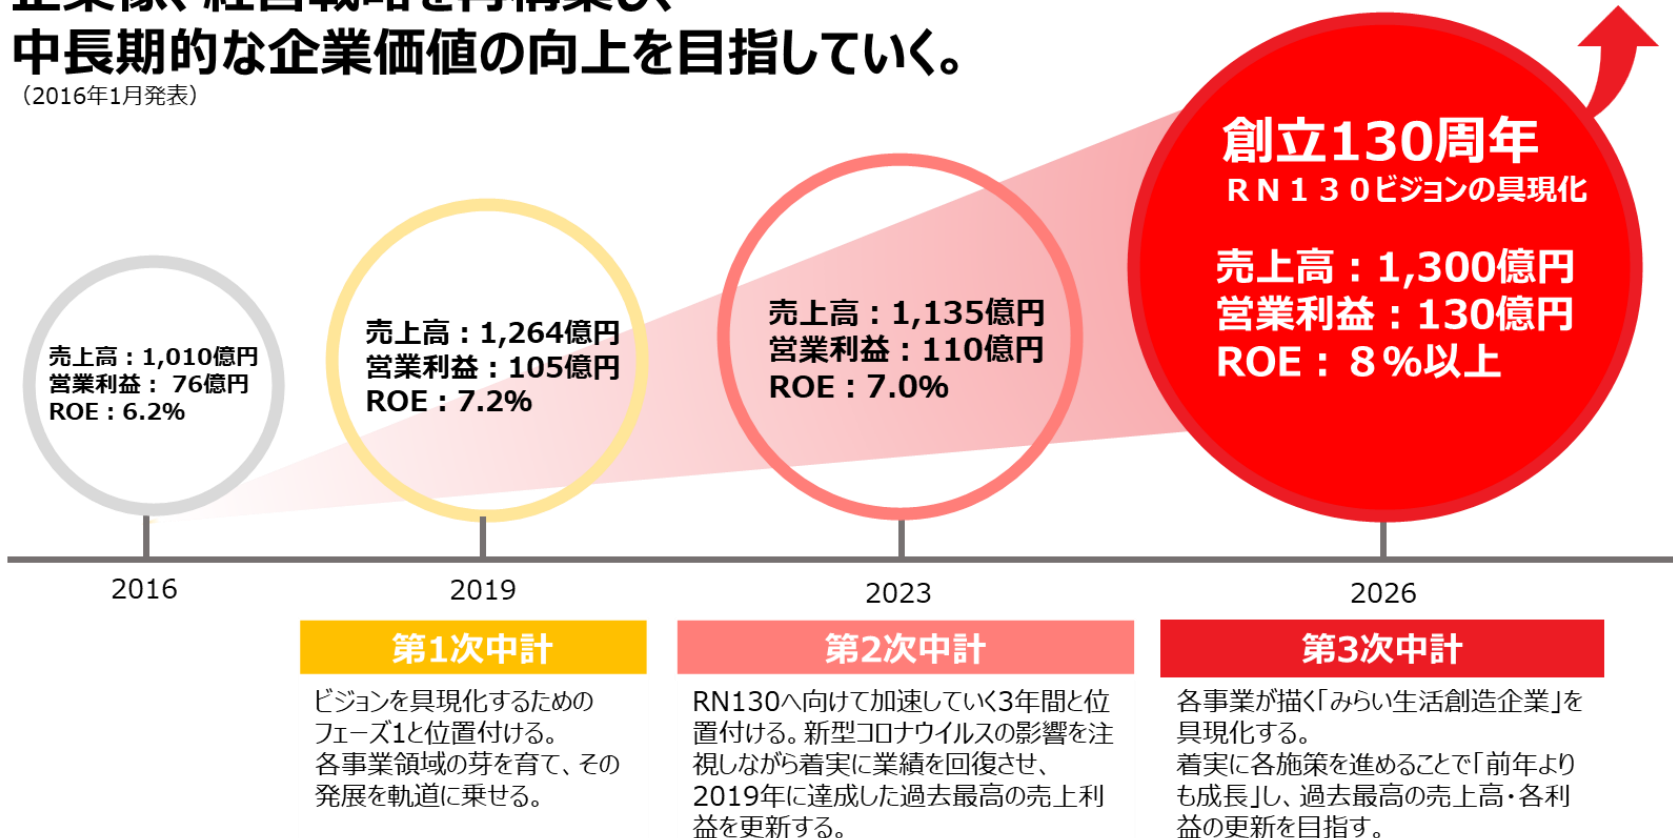 企業像、経営戦略を再構築し、
中長期的な企業価値の向上を目指していく。
（2016年1月発表）
創立130周年
ＲＮ１３０ビジョンの具現化
売上高：1,300億円
営業利益：130億円
ROE：８％以上
売上高：1,135億円
営業利益：110億円
ROE：7.0%
売上高：1,264億円
営業利益：105億円
ROE：7.2%
売上高：1,010億円
営業利益： 76億円
ROE：6.2%
2016
2019
2023
2026
第1次中計
ビジョンを具現化するための
フェーズ1と位置付ける。
各事業領域の芽を育て、その
発展を軌道に乗せる。
第2次中計
RN130へ向けて加速していく3年間と位
置付ける。新型コロナウイルスの影響を注
視しながら着実に業績を回復させ、
2019年に達成した過去最高の売上利
益を更新する。
第3次中計
各事業が描く「みらい生活創造企業」を
具現化する。
着実に各施策を進めることで「前年より
も成長」し、過去最高の売上高・各利
益の更新を目指す。